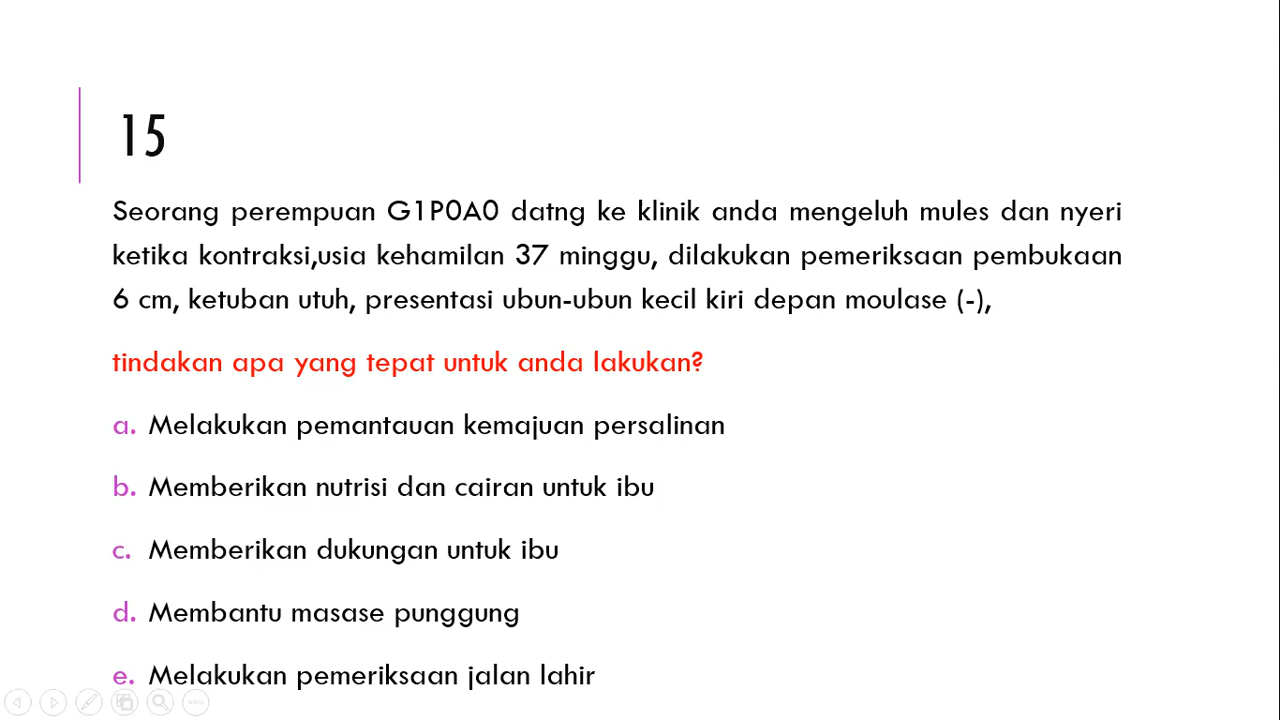 15
Seorang perempuan G1P0A0 datng ke klinik anda mengeluh mules dan nyeri
ketika kontraksi,usia kehamilan 37 minggu, dilakukan pemeriksaan pembukaan
6 cm, ketuban utuh, presentasi ubun-ubun kecil kiri depan moulase (-),
tindakan apa yang tepat untuk anda lakukan?
a. Melakukan pemantauan kemajuan persalinan
b. Memberikan nutrisi dan cairan untuk ibu
c. Memberikan dukungan untuk ibu
d. Membantu masase punggung
e. Melakukan pemeriksaan jalan lahir